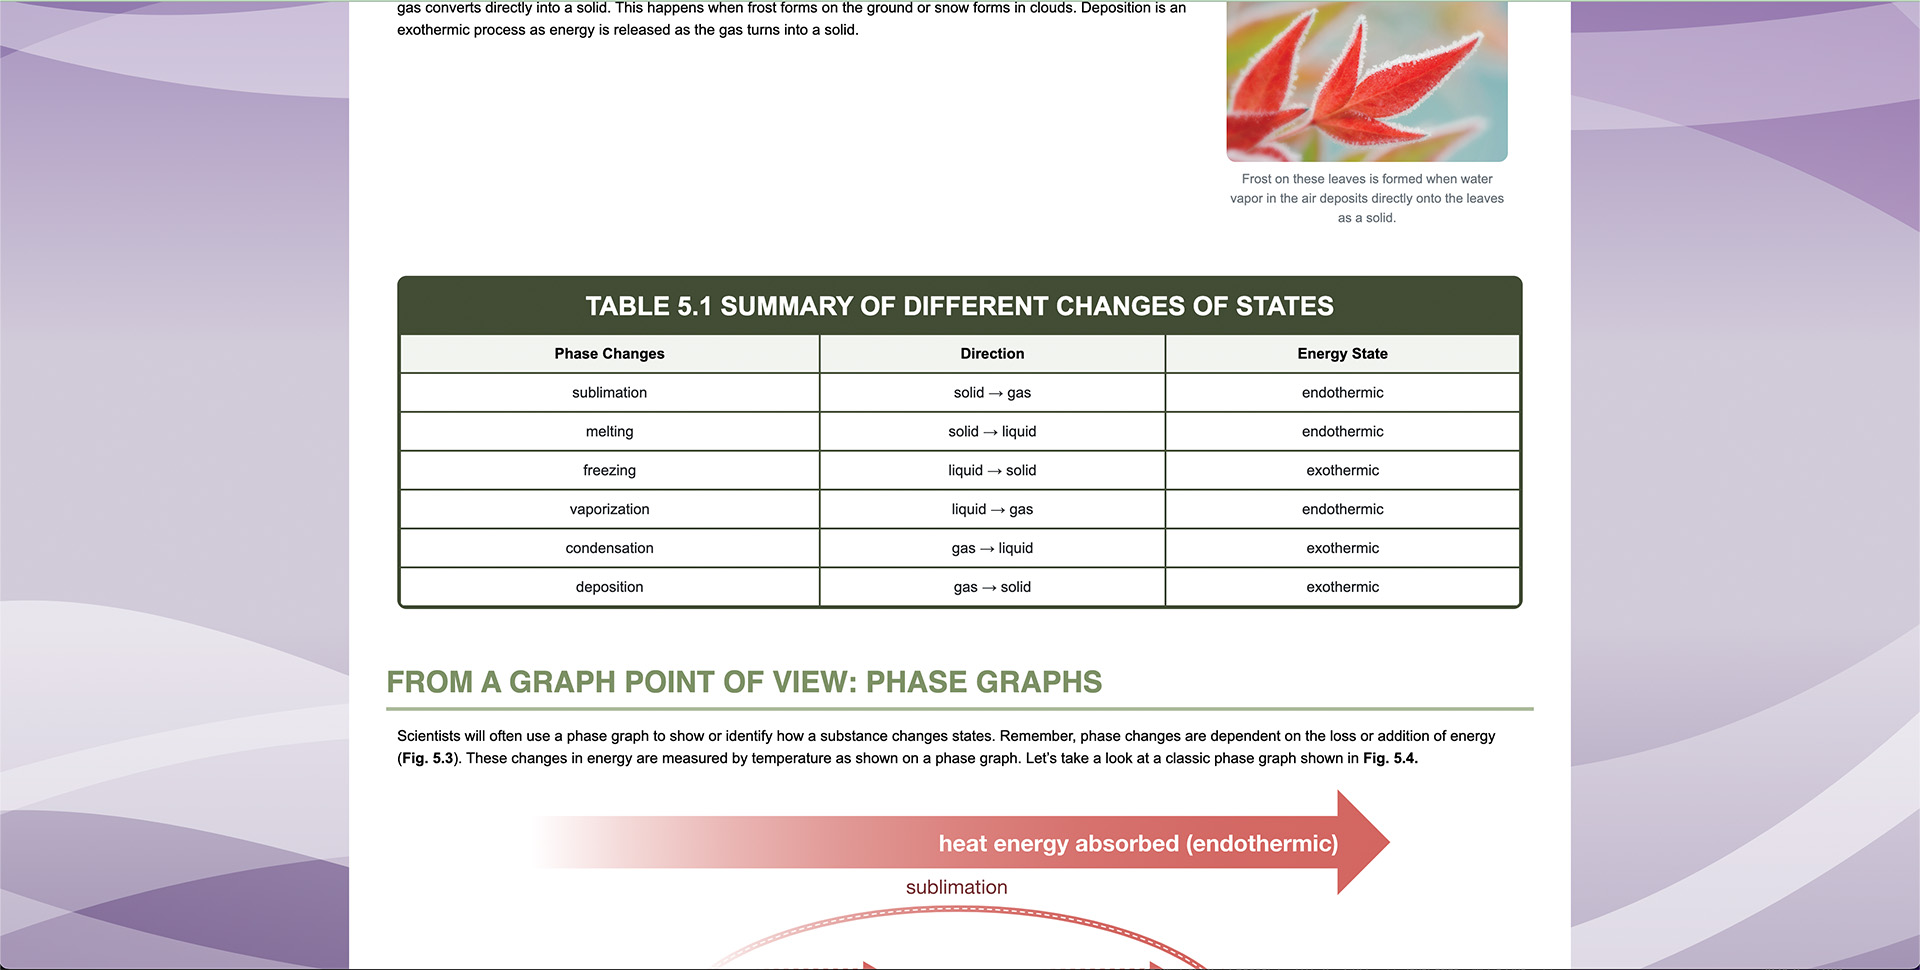 gas converts directly into a solid. This happens when frost forms on the ground or snow forms in clouds. Deposition is an
exothermic process as energy is released as the gas turns into a solid.
Frost on these leaves is formed when water
vapor in the air deposits directly onto the leaves
as a solid.
TABLE 5.1 SUMMARY OF DIFFERENT CHANGES OF STATES
Phase Changes Direction Energy State
sublimation solid → gas endothermic
melting solid → liquid endothermic
freezing liquid → solid exothermic
vaporization liquid → gas endothermic
condensation gas → liquid exothermic
deposition gas → solid exothermic
FROM A GRAPH POINT OF VIEW: PHASE GRAPHS
Scientists will often use a phase graph to show or identify how a substance changes states. Remember, phase changes are dependent on the loss or addition of energy
(Fig. 5.3). These changes in energy are measured by temperature as shown on a phase graph. Let’s take a look at a classic phase graph shown in Fig. 5.4.
heat energy absorbed (endothermic)
sublimation